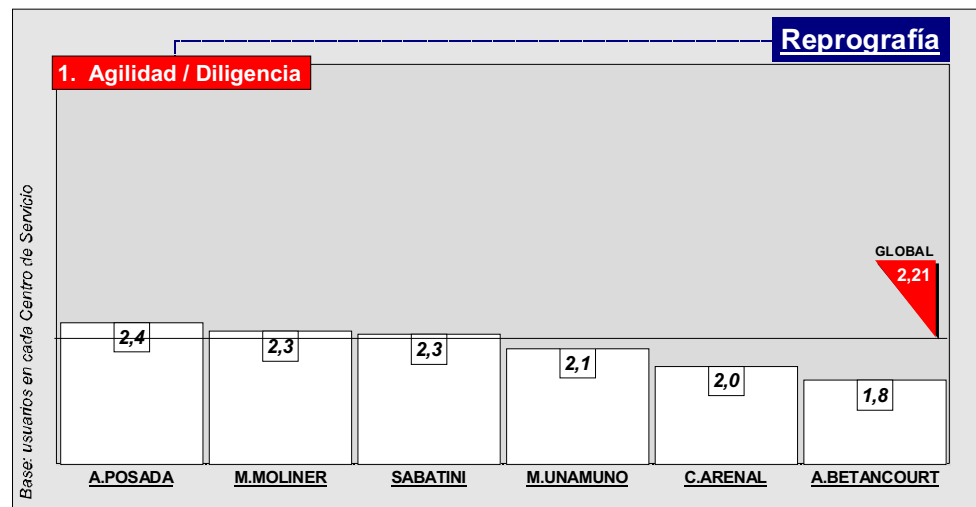 Reprografía
1. Agilidad / Diligencia
Base: usuarios en cada Centro de Servicio
GLOBAL
2,21
2,4
2,3
2,3
2,1
2,0
1,8
A.POSADA
M.MOLINER
SABATINI
M.UNAMUNO
C.ARENAL
A.BETANCOURT